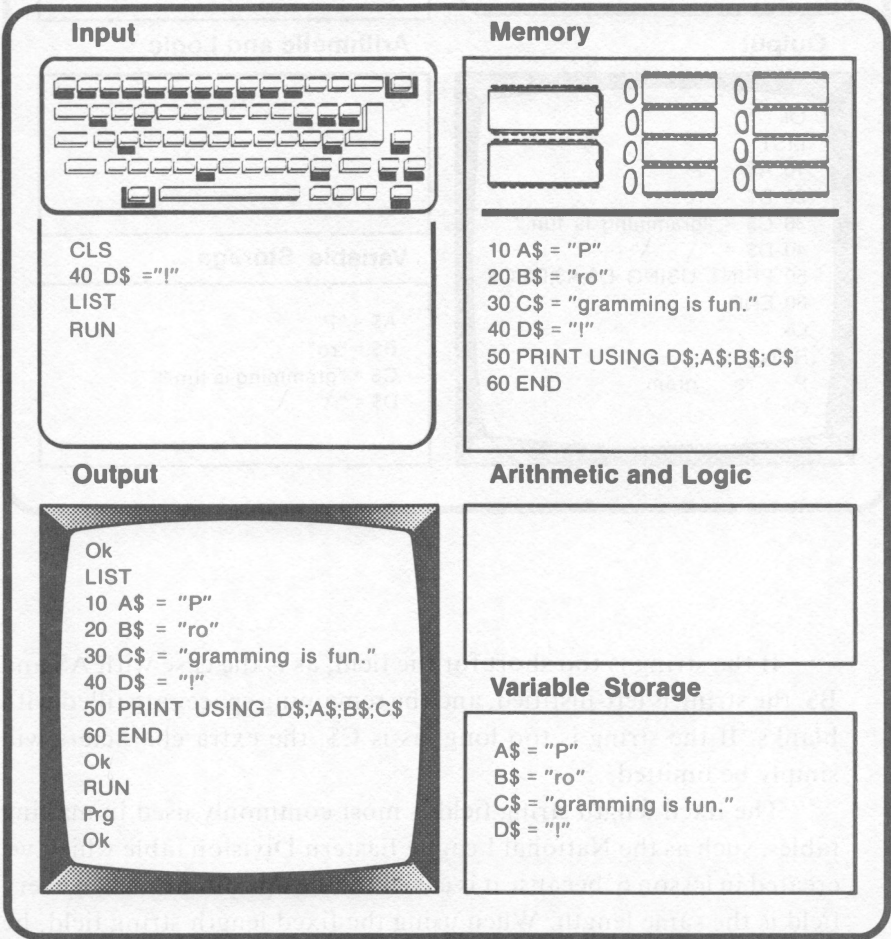 Input
CLS
40 D$ ="!"
LIST
RUN
Memory
10 A$ = "P"
20 B$ = "ro"
30 C$ = "gramming is fun."
40 D$ = "!"
50 PRINT USING D$;A$;B$;C$
60 END
Output
Ok
LIST
10 A$ = "P"
20 B$ = "ro"
30 C$ = "gramming is fun."
40 D$ = "!"
50 PRINT USING D$;A$;B$;C$
60 END
Ok
RUN
Prg
Ok
Arithmetic and Logic
Variable Storage
A$ = "P"
B$ = "ro"
C$ = "gramming is fun."
D$ = "!"